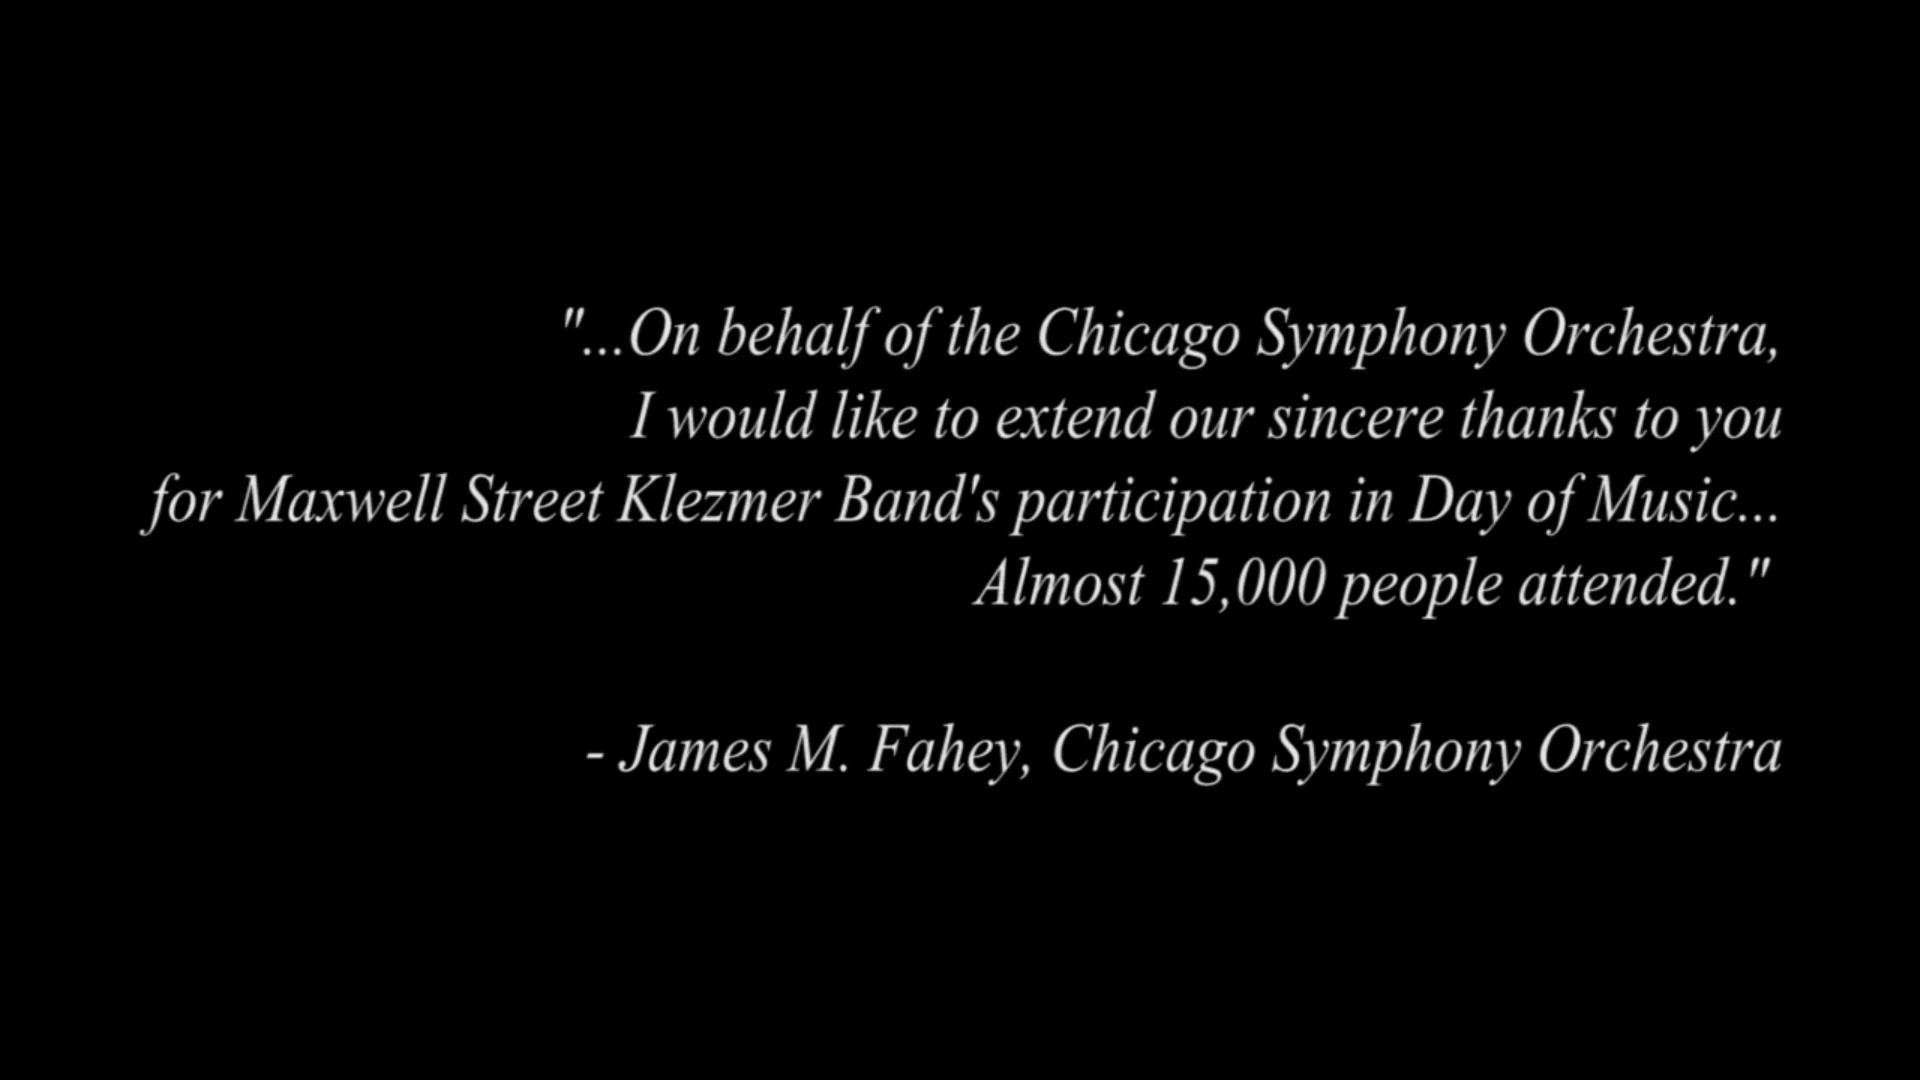 "...On behalf of the Chicago Symphony Orchestra,
I would like to extend our sincere thanks to you
for Maxwell Street Klezmer Band's participation in Day of Music...
Almost 15,000 people attended."
- James M. Fahey, Chicago Symphony Orchestra